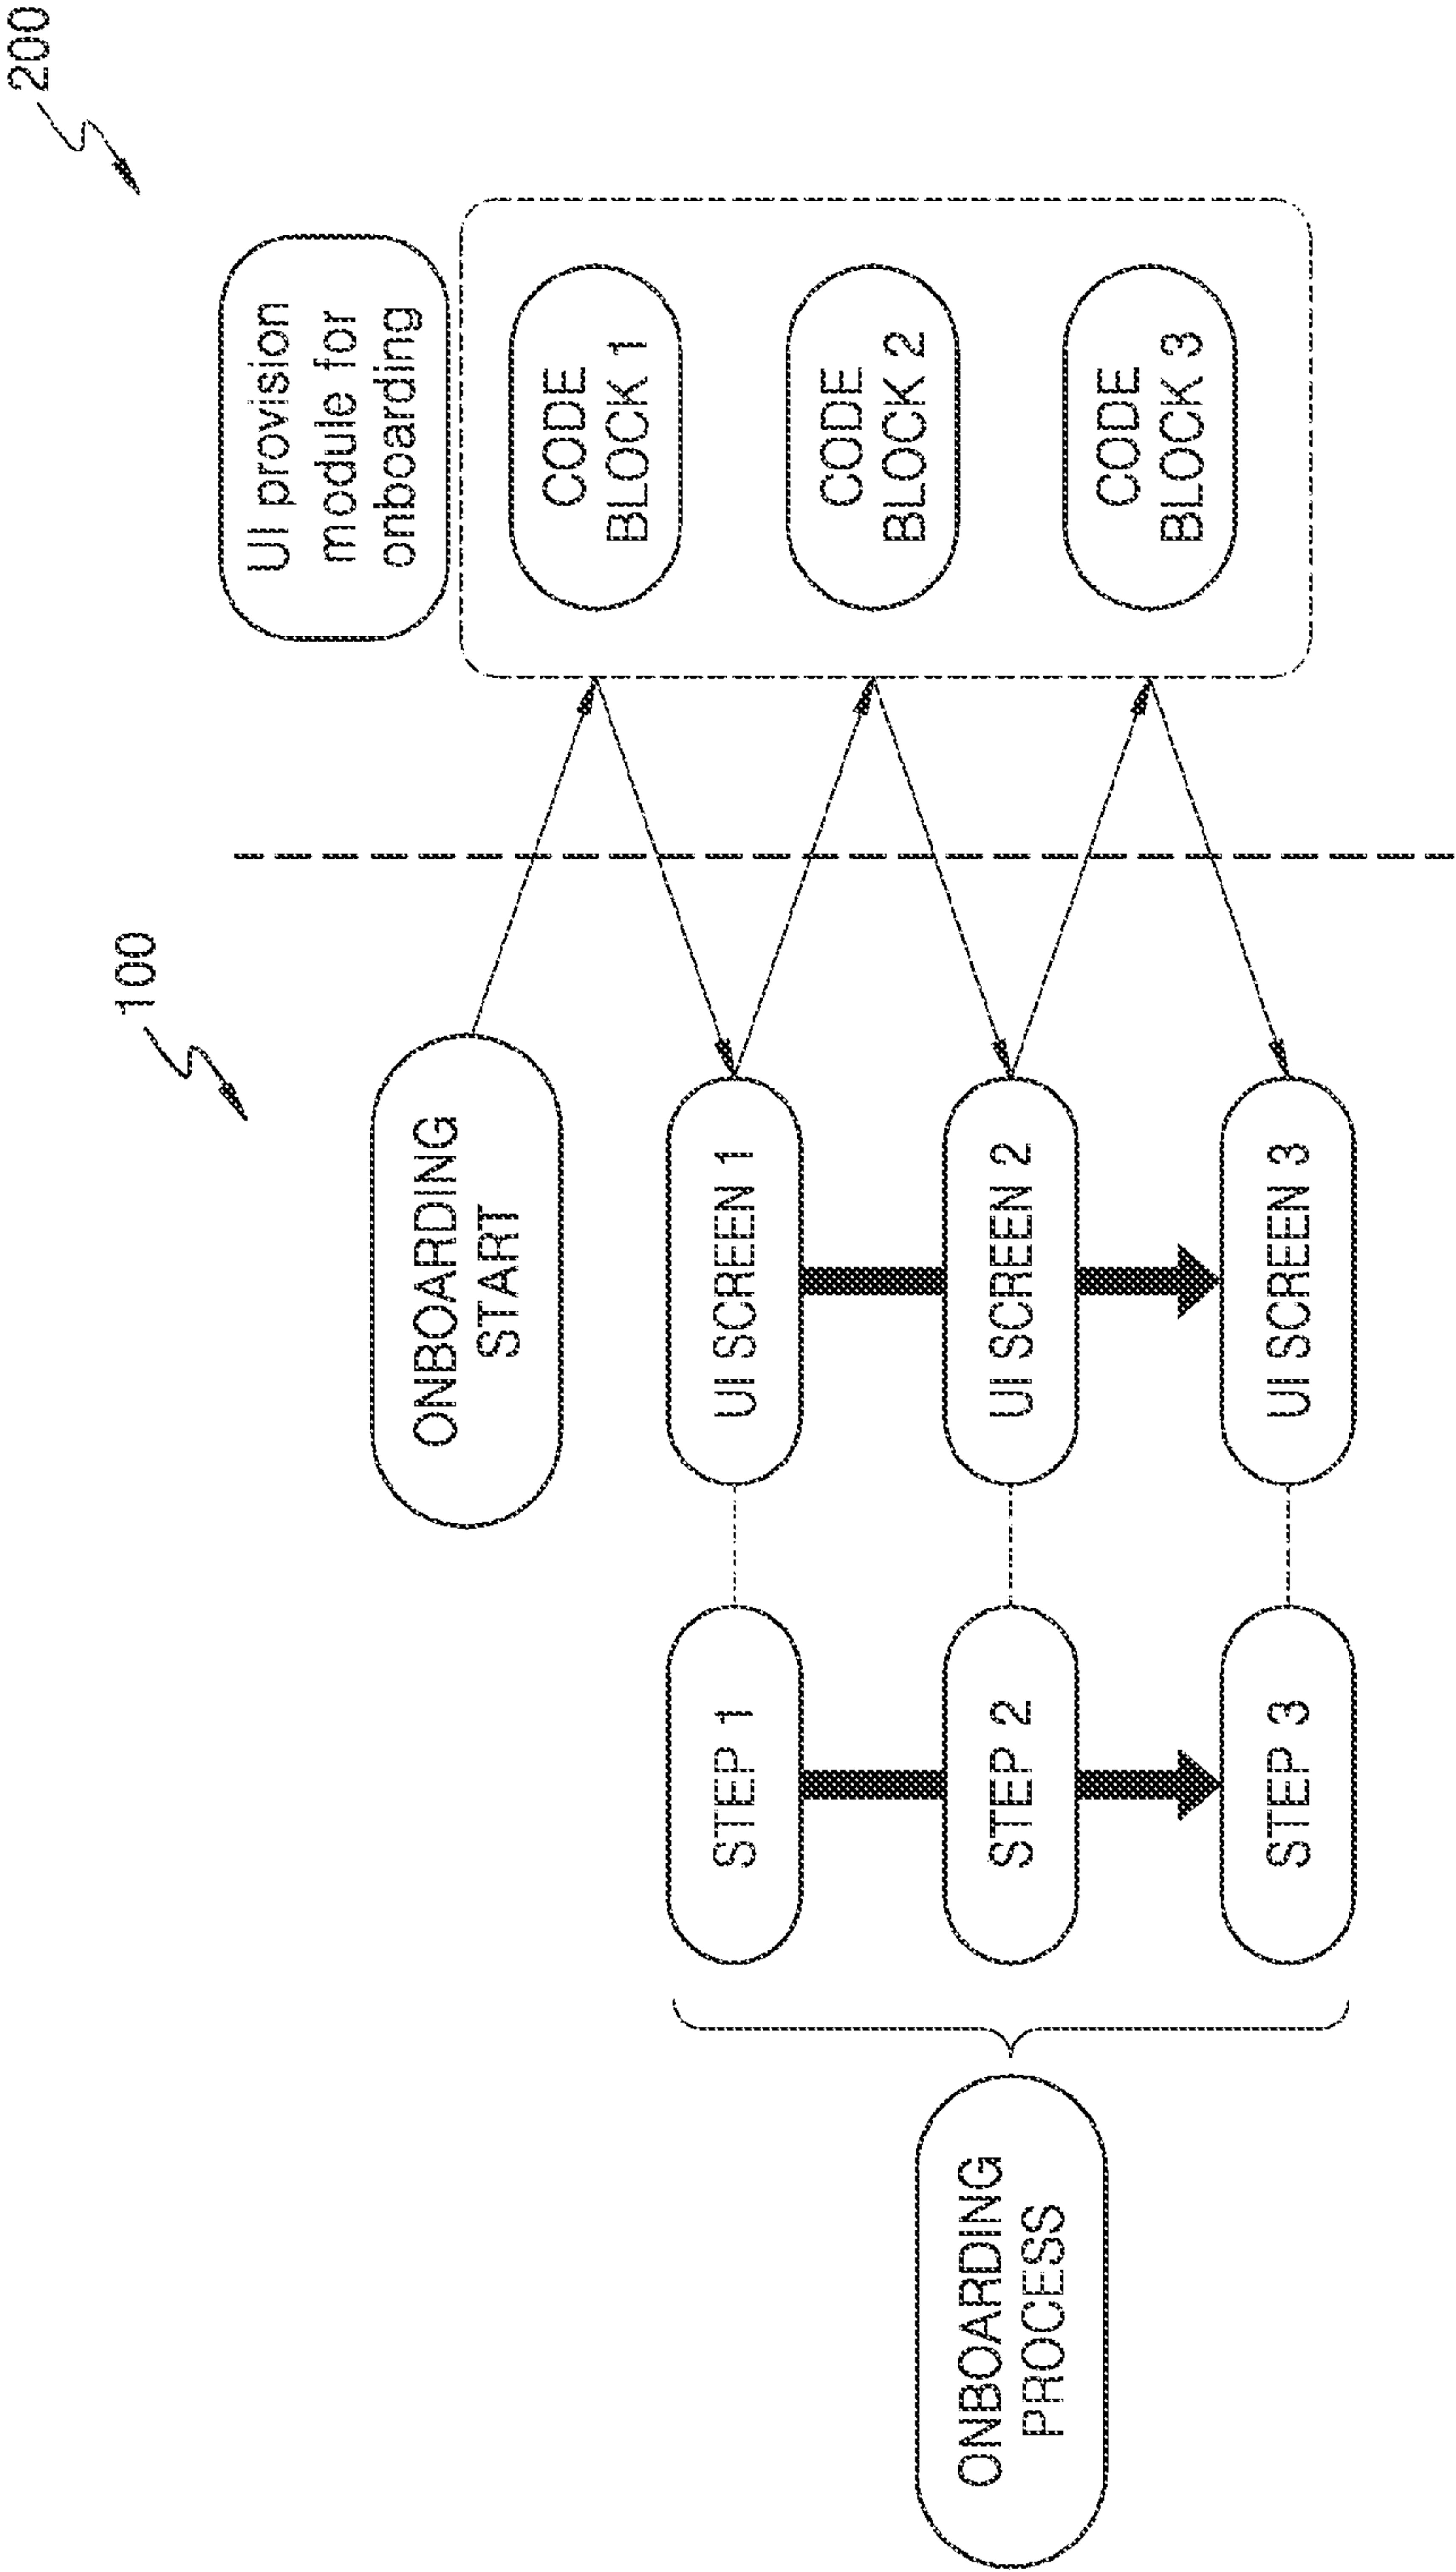 200
100
UI provision
module for
onboarding
ONBOARDING
START
CODE
BLOCK 1
STEP 1
UI SCREEN 1
CODE
BLOCK 2
ONBOARDING
PROCESS
STEP 2
UI SCREEN 2
CODE
BLOCK 3
STEP 3
UI SCREEN 3